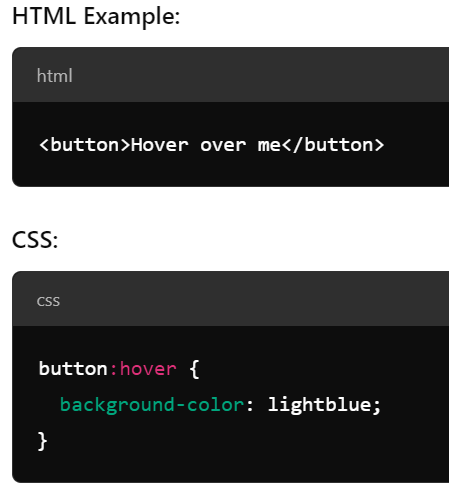 HTML Example:
html
<button>Hover over me</button>
CSS:
css
button:hover {
  background-color: lightblue;
}